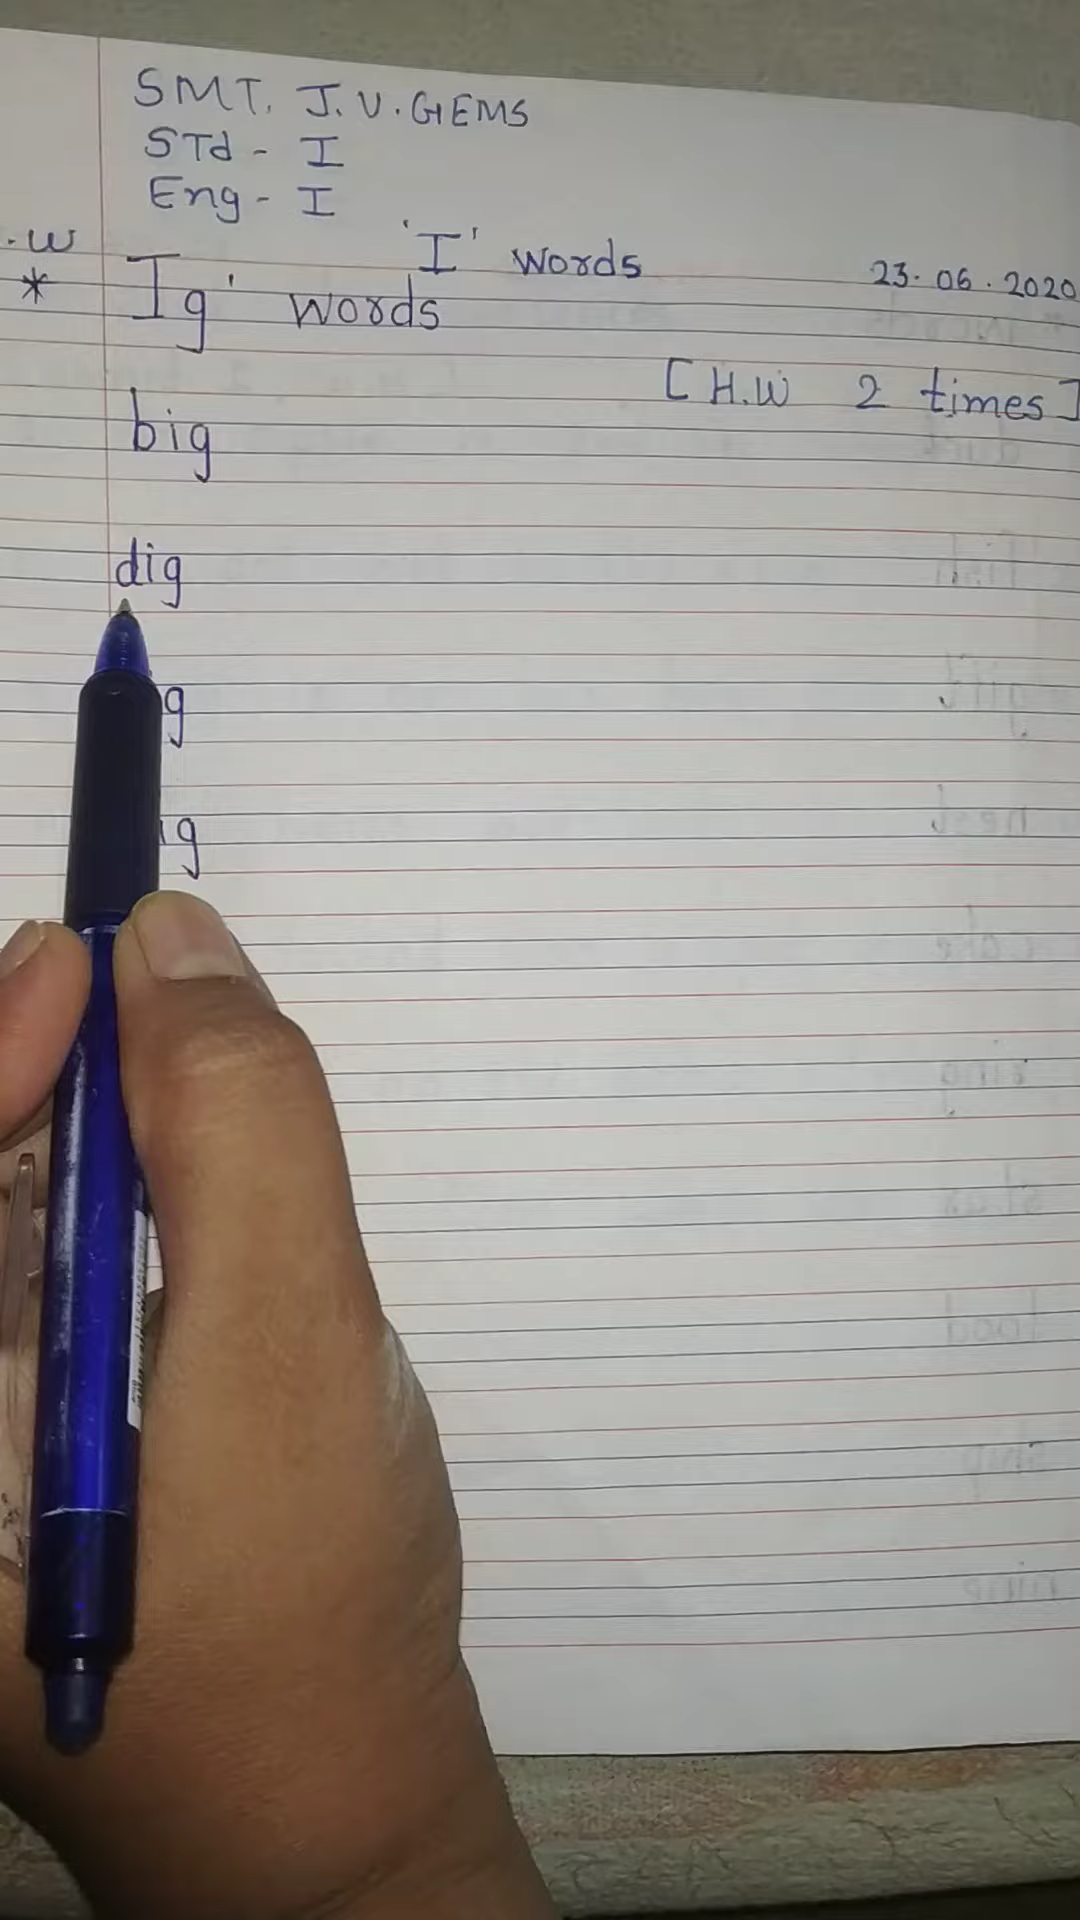 SMT. J.V.GEMS
STd - I
Eng - I
'I' words
.W
23.06.2020
* Ig' words
[H.W 2 times]
big
dig